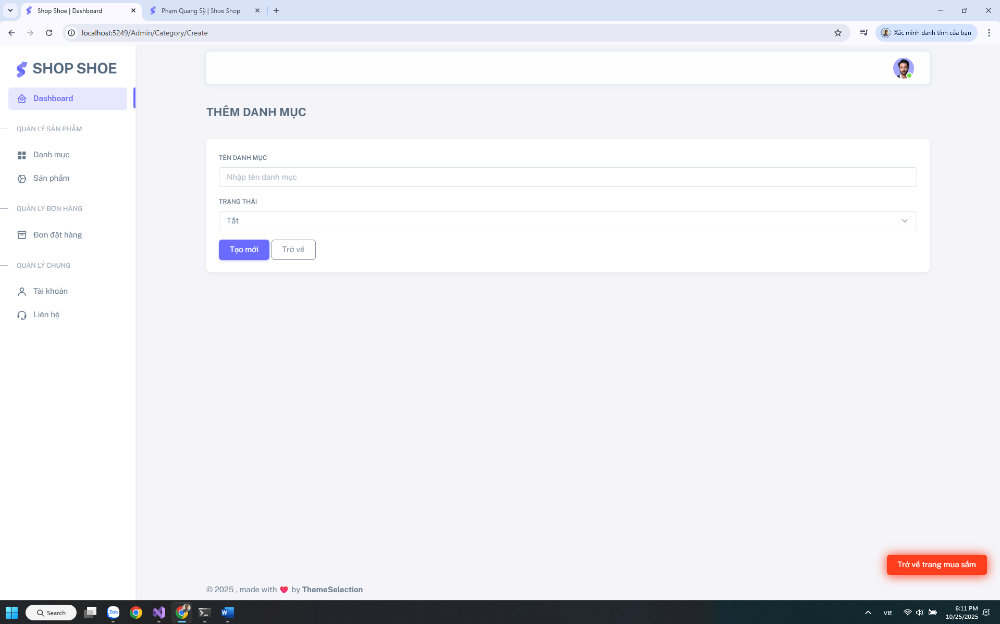 Shop Shoe | Dashboard
Phạm Quang Sỹ | Shoe Shop
localhost:5249/Admin/Category/Create
Xác minh danh tính của bạn
SHOP SHOE
Dashboard
QUẢN LÝ SẢN PHẨM
Danh mục
Sản phẩm
QUẢN LÝ ĐƠN HÀNG
Đơn đặt hàng
QUẢN LÝ CHUNG
Tài khoản
Liên hệ
THÊM DANH MỤC
TÊN DANH MỤC
Nhập tên danh mục
TRẠNG THÁI
Tắt
Tạo mới
Trở về
Trở về trang mua sắm
© 2025 , made with ❤️ by ThemeSelection
Search
Zalo
W
VIE
6:11 PM
10/25/2025